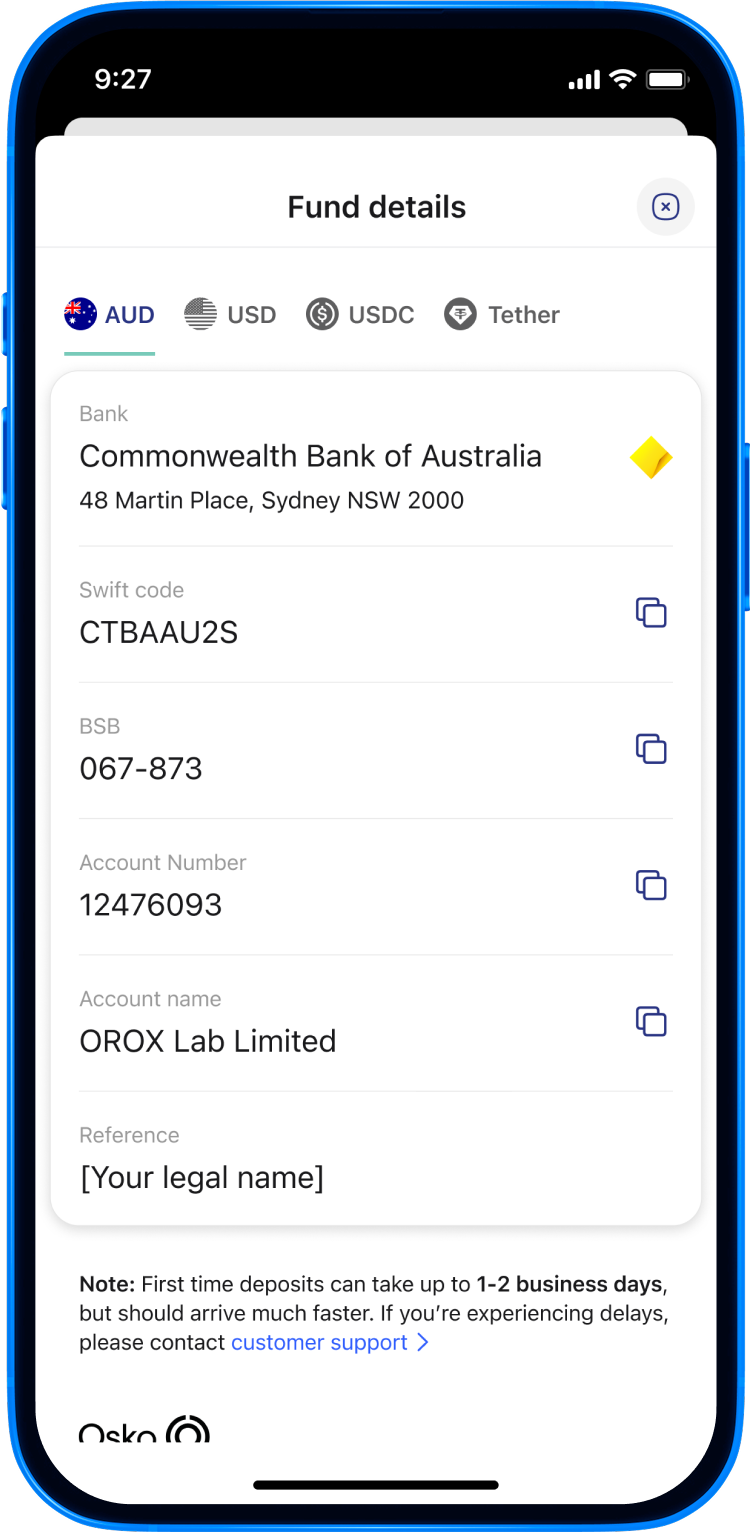 9:27
Fund details
AUD USD USDC Tether
Bank
Commonwealth Bank of Australia
48 Martin Place, Sydney NSW 2000
Swift code
CTBAAU2S
BSB
067-873
Account Number
12476093
Account name
OROX Lab Limited
Reference
[Your legal name]
Note: First time deposits can take up to 1-2 business days,
but should arrive much faster. If you’re experiencing delays,
please contact customer support >
Osko